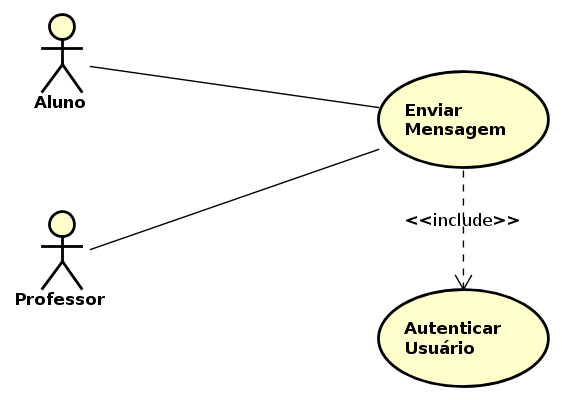 Aluno
Enviar
Mensagem
<<include>>
Professor
Autenticar
Usuário